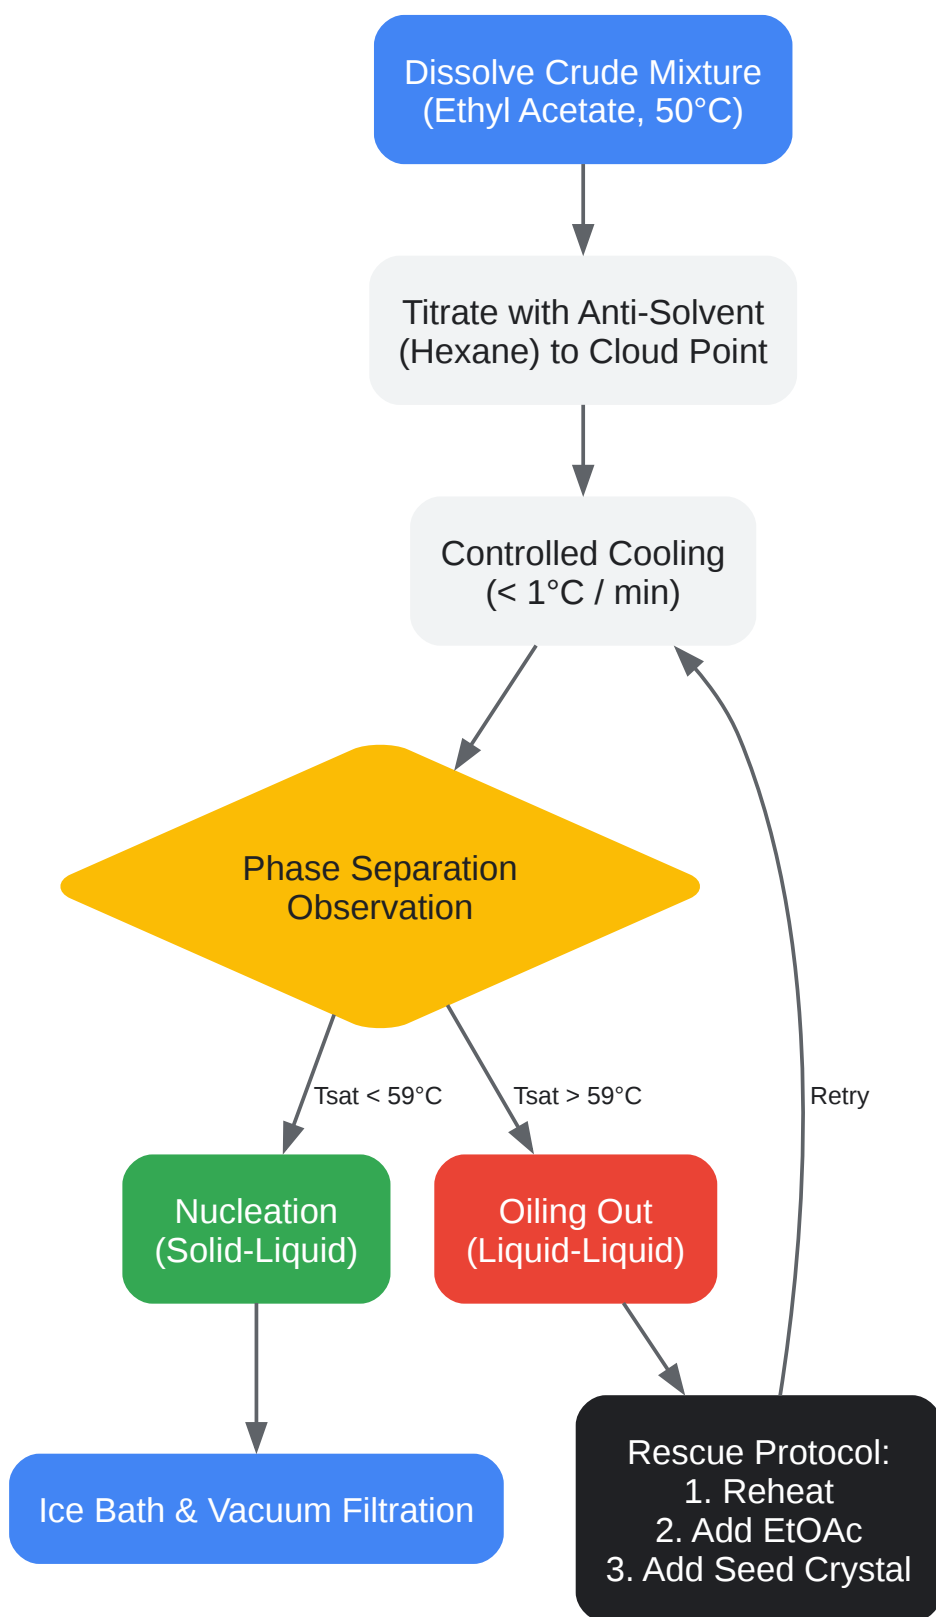 Dissolve Crude Mixture
(Ethyl Acetate, 50°C)
Titrate with Anti-Solvent
(Hexane) to Cloud Point
Controlled Cooling
(< 1°C / min)
Phase Separation
Observation
Tsat < 59°C
Tsat > 59°C
Retry
Nucleation
(Solid-Liquid)
Oiling Out
(Liquid-Liquid)
Ice Bath & Vacuum Filtration
Rescue Protocol:
1. Reheat
2. Add EtOAc
3. Add Seed Crystal